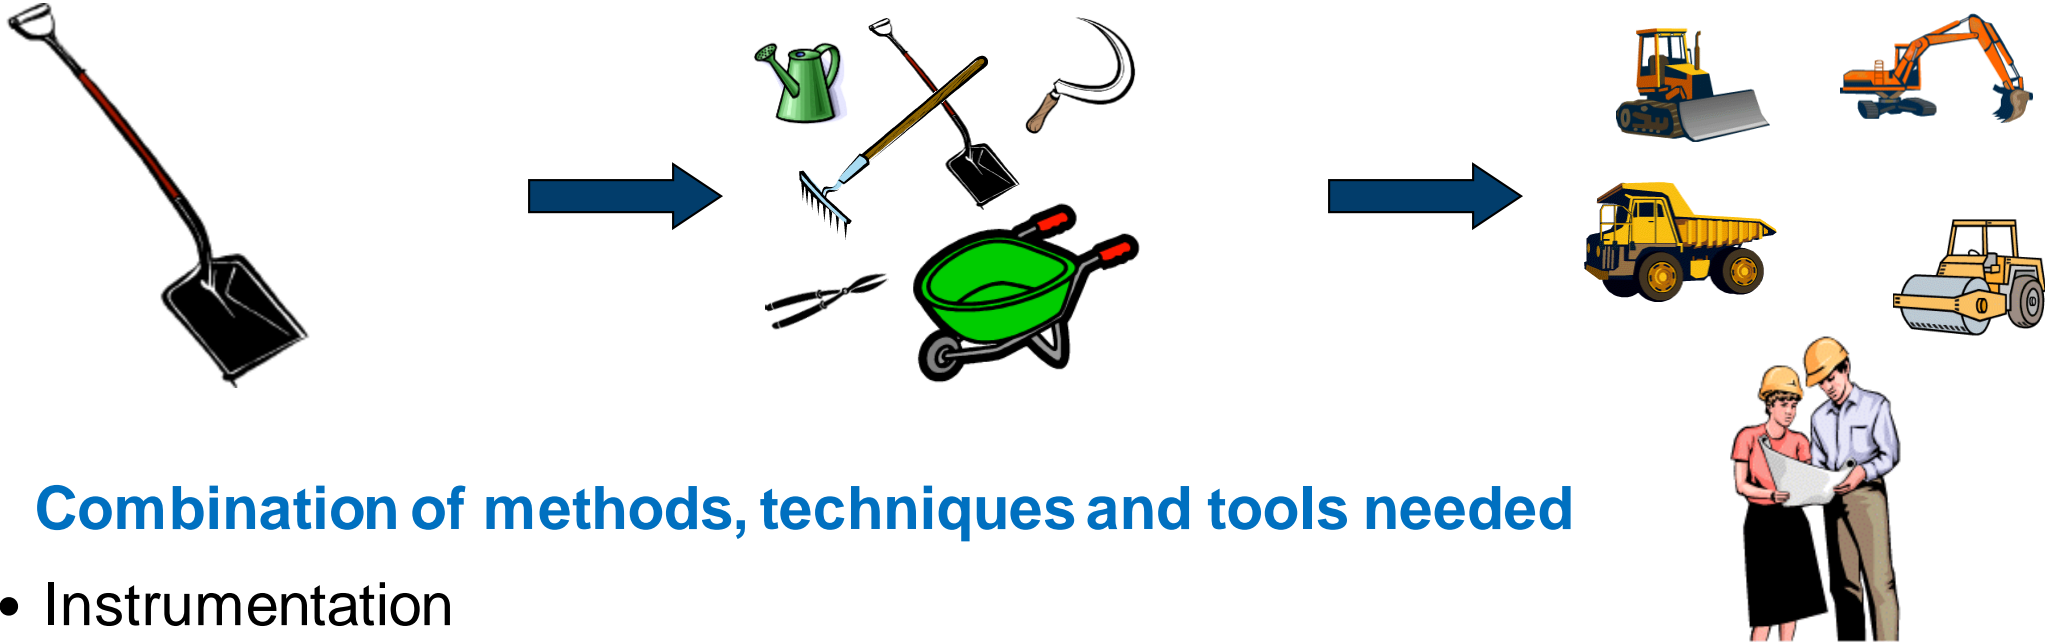 Combination of methods, techniques and tools needed
• Instrumentation